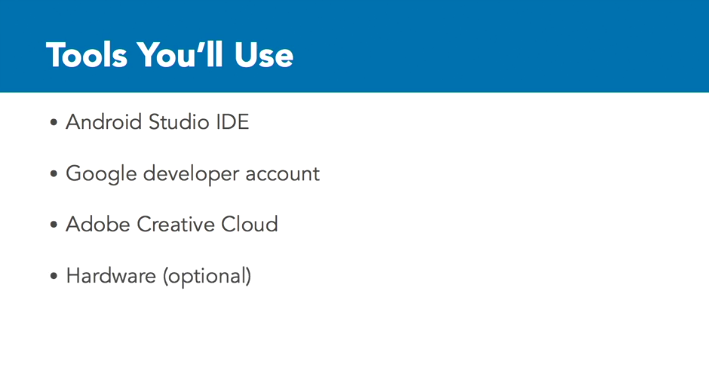 Tools You’ll Use
• Android Studio IDE
• Google developer account
• Adobe Creative Cloud
• Hardware (optional)